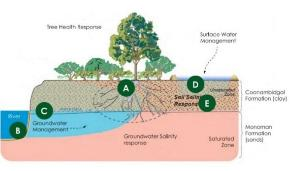 Tree Health Response
Surface Water
Management
A
D
Unsaturated
Zone
Soil Salinity
Response
E
Coonambidgal
Formation (clay)
C
River
B
Groundwater
Management
Groundwater Salinity
response
Saturated
Zone
Monoman
Formation
(sands)